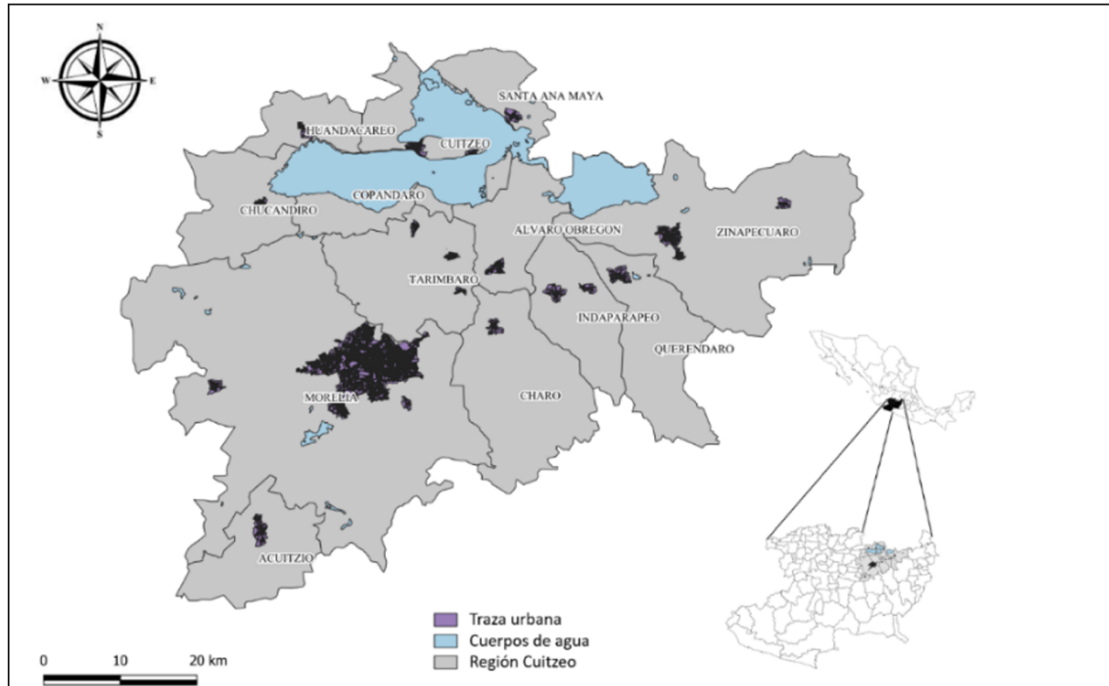 N
W
E
S
SANTA ANA MAYA
HUANDACAREO
CUITZEO
COPANDARO
CHUCANDIRO
ALVARO OBREGON
ZINAPECUARO
TARIMBARO
INDAPARAPEO
QUERENDARO
MORELIA
CHARO
ACUITZIO
Traza urbana
Cuerpos de agua
Región Cuitzeo
0 10 20 km